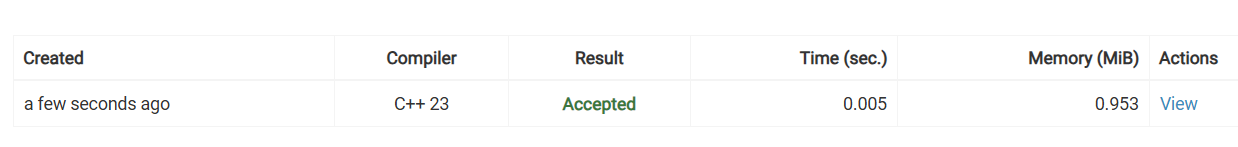 Created Compiler Result Time (sec.) Memory (MiB) Actions
a few seconds ago C++ 23 Accepted 0.005 0.953 View